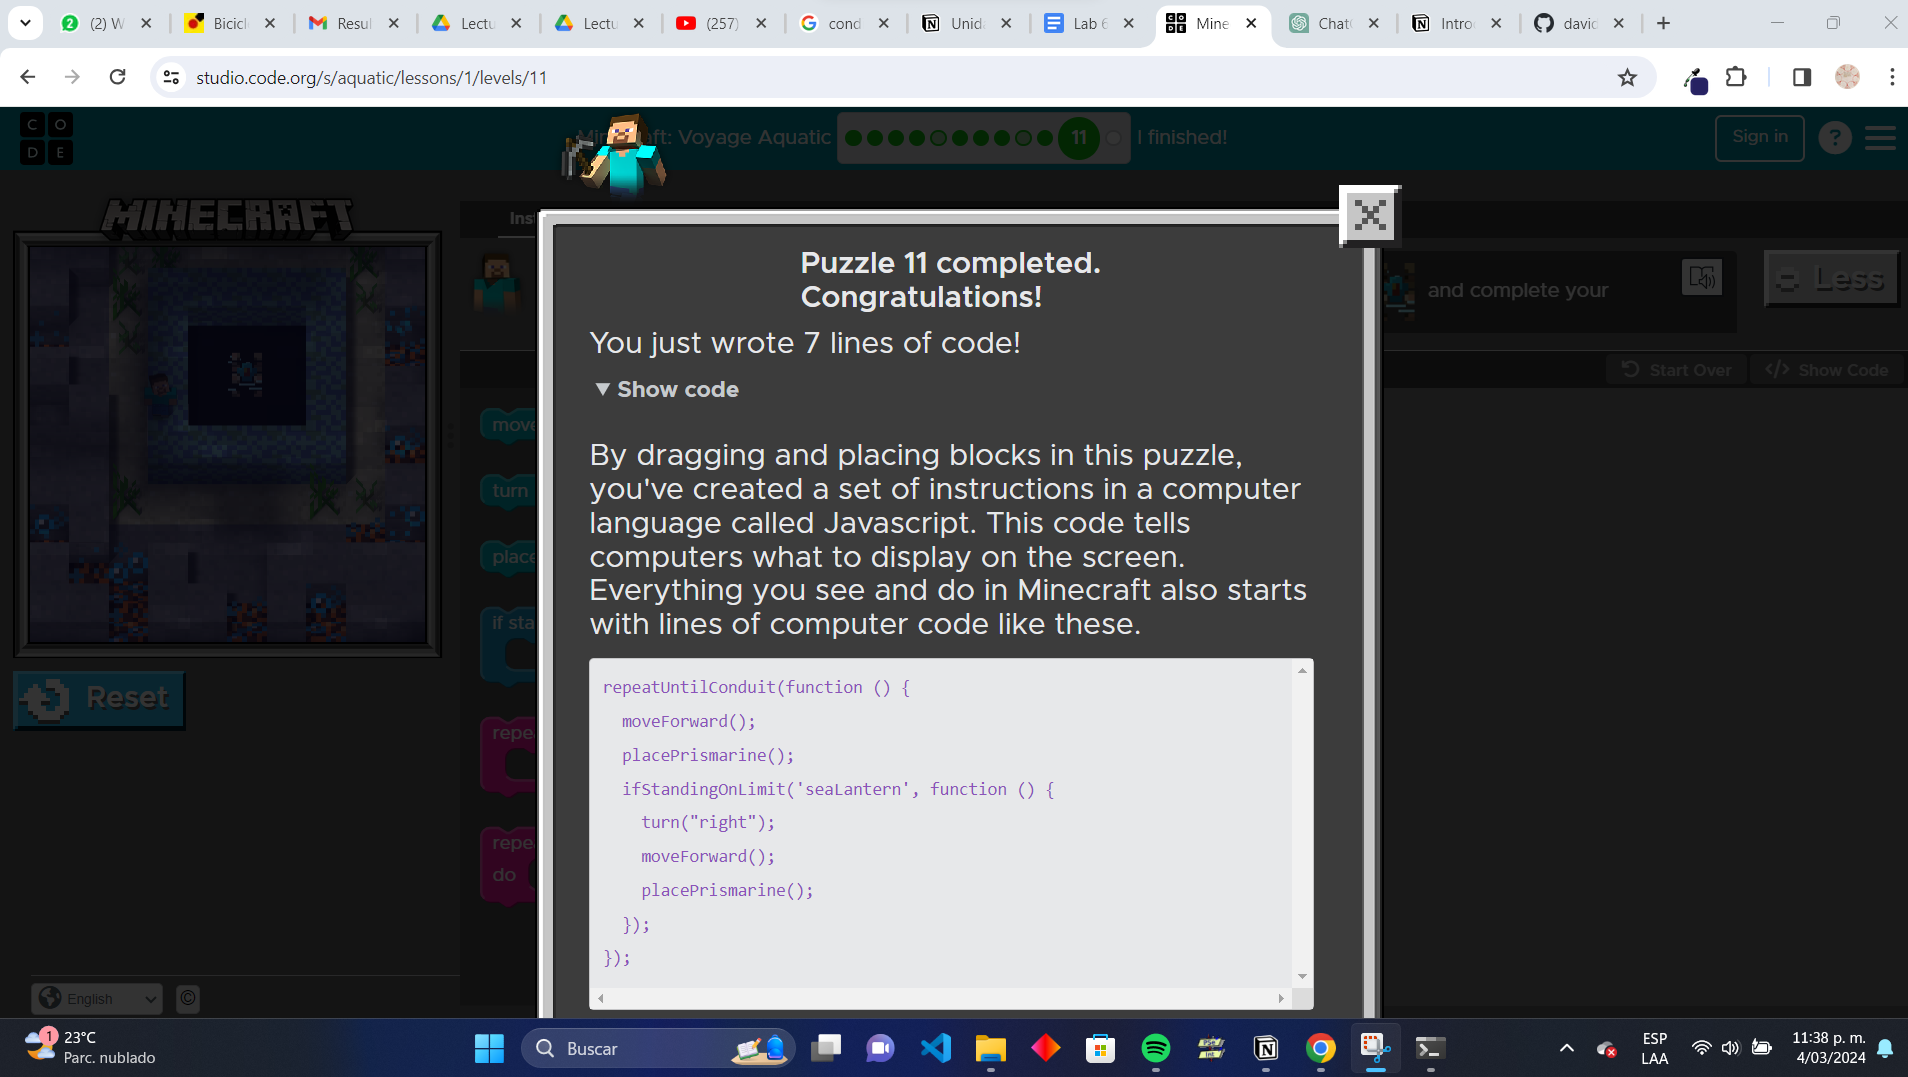 (2) W
Bicicl
Resul
Lectu
Lectu
(257)
cond
Unida
Lab 6
Mine
Chat
Intro
david
studio.code.org/s/aquatic/lessons/1/levels/11
C O
D E
Minecraft: Voyage Aquatic
11
I finished!
Sign in
?
MINECRAFT
Ins
Puzzle 11 completed.
Congratulations!
and complete your
Less
You just wrote 7 lines of code!
▼ Show code
Start Over
</> Show Code
move
turn
place
if sta
repe
repe
do
By dragging and placing blocks in this puzzle,
you've created a set of instructions in a computer
language called Javascript. This code tells
computers what to display on the screen.
Everything you see and do in Minecraft also starts
with lines of computer code like these.
Reset
repeatUntilConduit(function () {
moveForward();
placePrismarine();
ifStandingOnLimit('seaLantern', function () {
turn("right");
moveForward();
placePrismarine();
});
});
English
©
1
23°C
Parc. nublado
Buscar
ESP
LAA
11:38 p. m.
4/03/2024